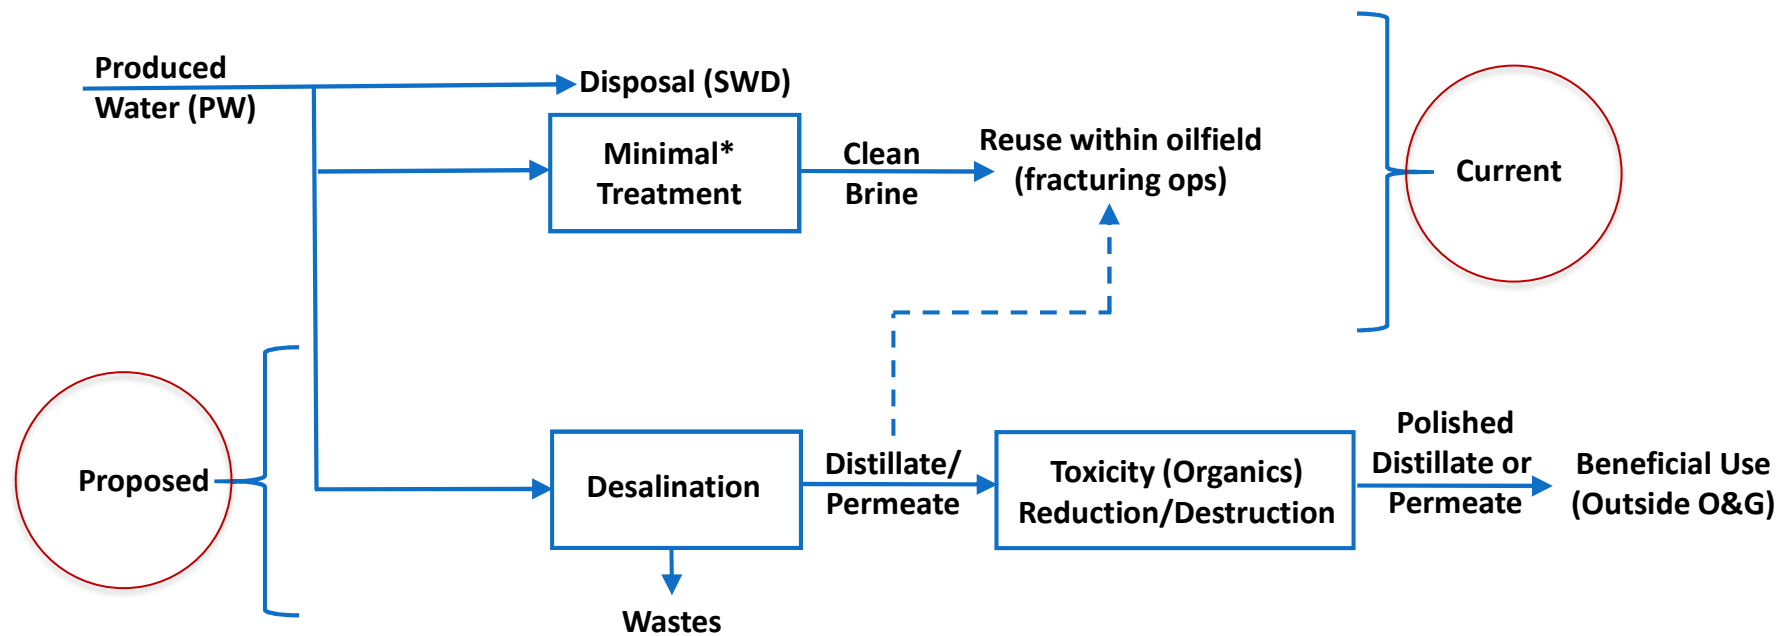 Produced
Water (PW)
Disposal (SWD)
Minimal*
Treatment
Clean
Brine
Reuse within oilfield
(fracturing ops)
Current
Proposed
Desalination
Distillate/
Permeate
Toxicity (Organics)
Reduction/Destruction
Polished
Distillate or
Permeate
Beneficial Use
(Outside O&G)
Wastes